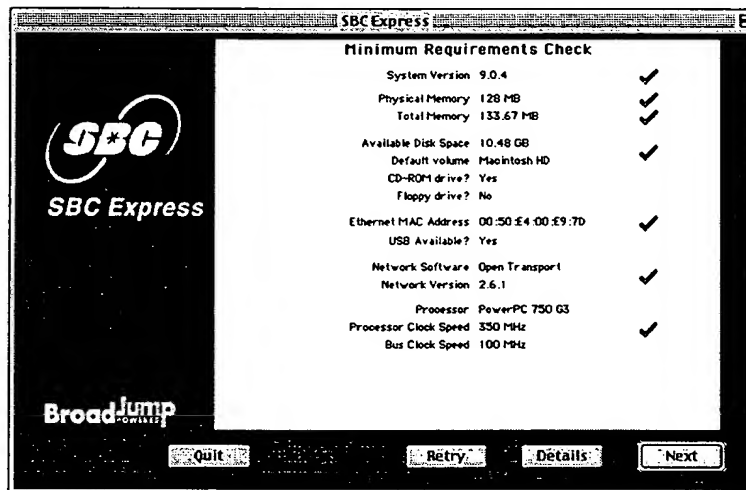 SBC Express
Minimum Requirements Check
System Version 9.0.4
Physical Memory 128 MB
Total Memory 133.67 MB
Available Disk Space 10.48 GB
Default volume Macintosh HD
CD-ROM drive? Yes
Floppy drive? No
Ethernet MAC Address 00:50:E4:00:E9:7D
USB Available? Yes
Network Software Open Transport
Network Version 2.6.1
Processor PowerPC 750 G3
Processor Clock Speed 350 MHz
Bus Clock Speed 100 MHz
SBC
SBC Express
BroadJump
POWERED
Quit
Retry
Details
Next